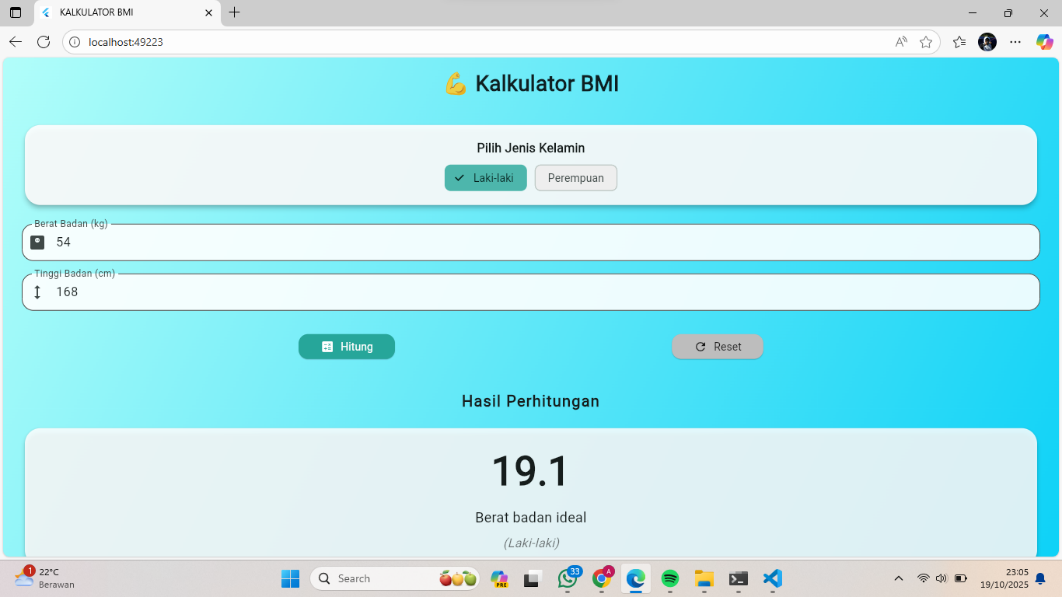 KALKULATOR BMI
localhost:49223
💪 Kalkulator BMI
Pilih Jenis Kelamin
Laki-laki
Perempuan
Berat Badan (kg)
54
Tinggi Badan (cm)
168
Hitung
Reset
Hasil Perhitungan
19.1
Berat badan ideal
(Laki-laki)
1
22°C
Berawan
Search
PRE
33
A
23:05
19/10/2025